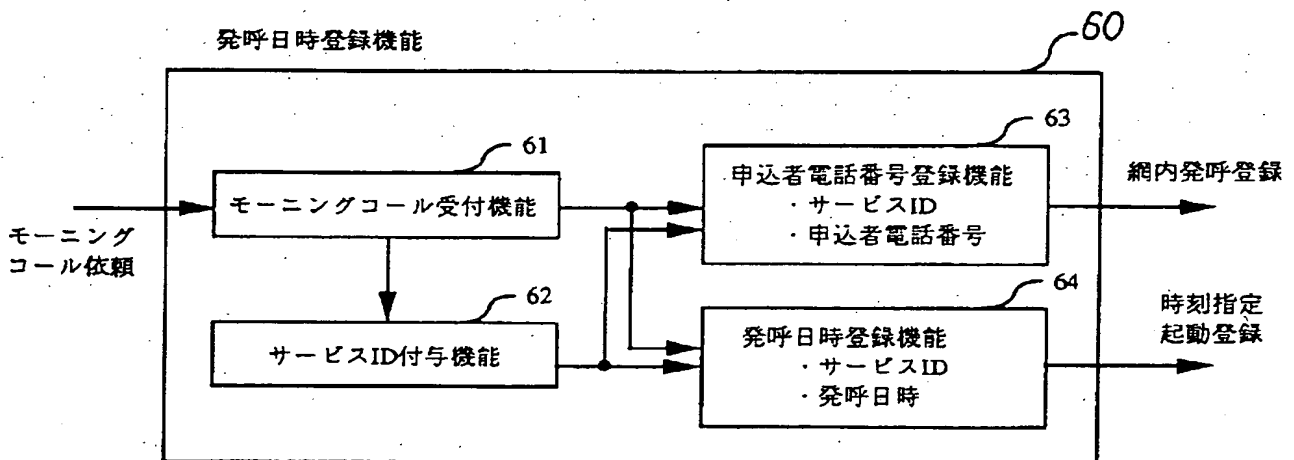 発呼日時登録機能
60
61
モーニングコール受付機能
モーニング
コール依頼
62
サービスID付与機能
63
申込者電話番号登録機能
・サービスID
・申込者電話番号
網内発呼登録
64
発呼日時登録機能
・サービスID
・発呼日時
時刻指定
起動登録